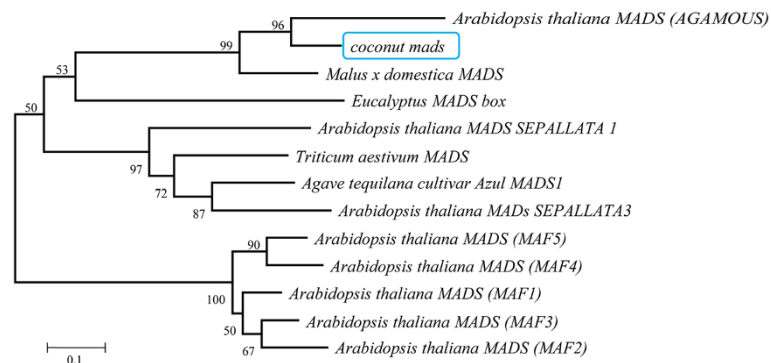 96
Arabidopsis thaliana MADS (AGAMOUS)
99
coconut mads
53
Malus x domestica MADS
50
Eucalyptus MADS box
Arabidopsis thaliana MADS SEPALLATA 1
97
Triticum aestivum MADS
72
Agave tequilana cultivar Azul MADS1
87
Arabidopsis thaliana MADs SEPALLATA3
90
Arabidopsis thaliana MADS (MAF5)
Arabidopsis thaliana MADS (MAF4)
100
Arabidopsis thaliana MADS (MAF1)
50
Arabidopsis thaliana MADS (MAF3)
67
Arabidopsis thaliana MADS (MAF2)
0.1